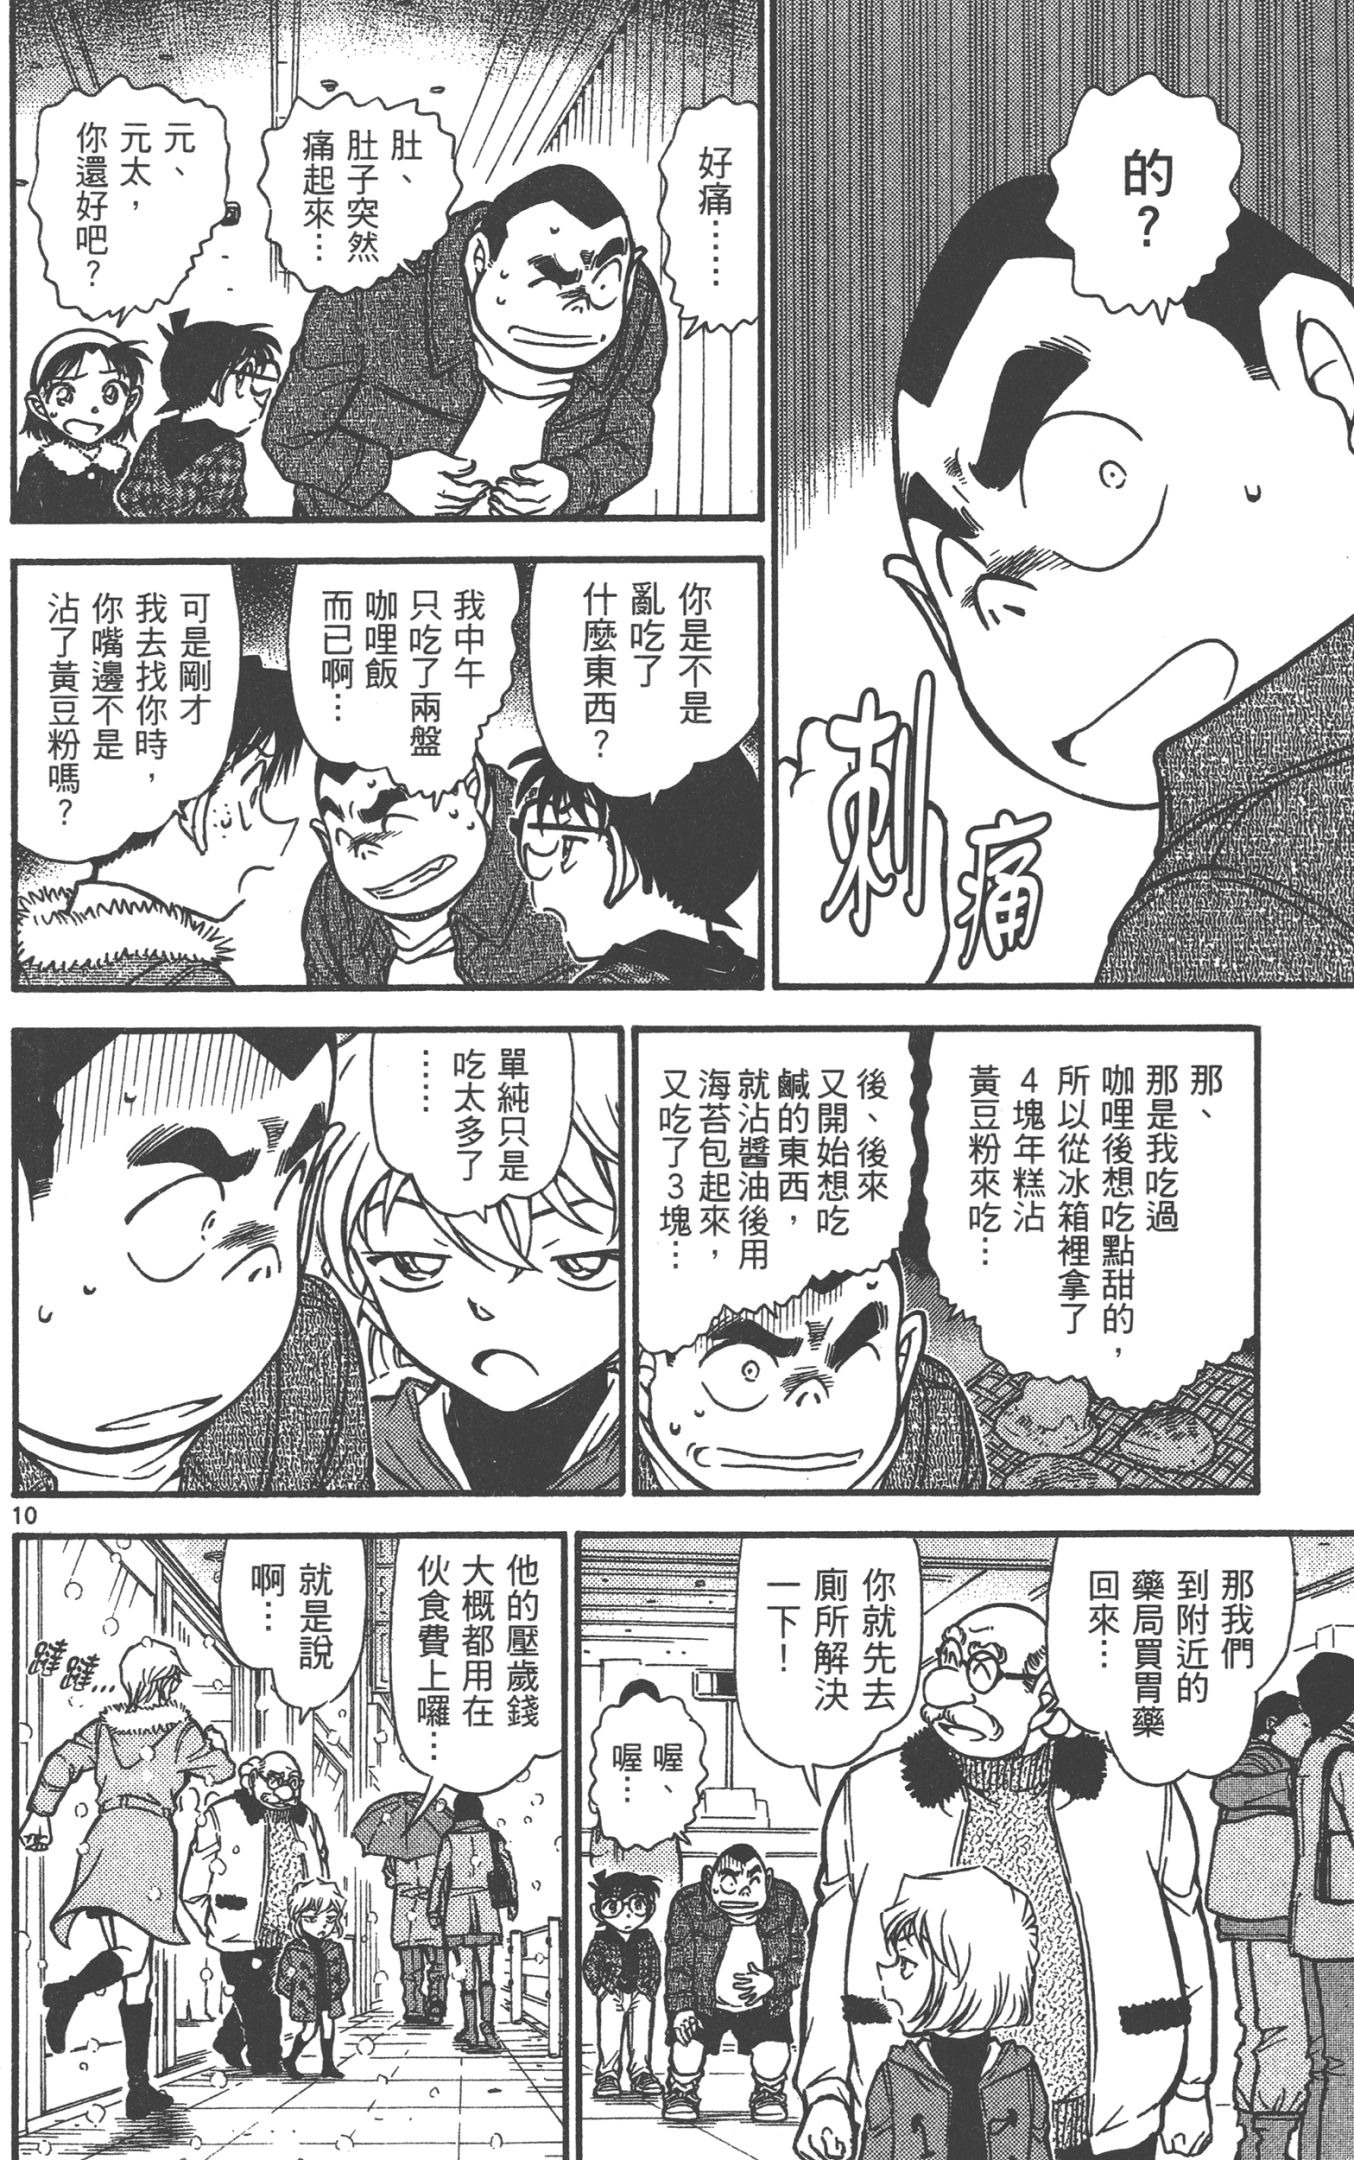 的?
刺
痛
好痛……
肚、
肚子突然
痛起來…
元、
元太，
你還好吧?
你是不是
亂吃了
什麼東西?
我中午
只吃了兩盤
咖哩飯
而已啊…
可是剛才
我去找你時，
你嘴邊不是
沾了黃豆粉嗎?
那、
那是我吃過
咖哩後想吃點甜的，
所以從冰箱裡拿了
4塊年糕沾
黃豆粉來吃…
後、後來
又開始想吃
鹹的東西，
就沾醬油後用
海苔包起來，
又吃了3塊…
單純只是
吃太多了
……
10
那我們
到附近的
藥局買胃藥
回來…
你就先去
廁所解決
一下!
喔、
喔…
他的壓歲錢
大概都用在
伙食費上囉…
就是說
啊…
躂躂…